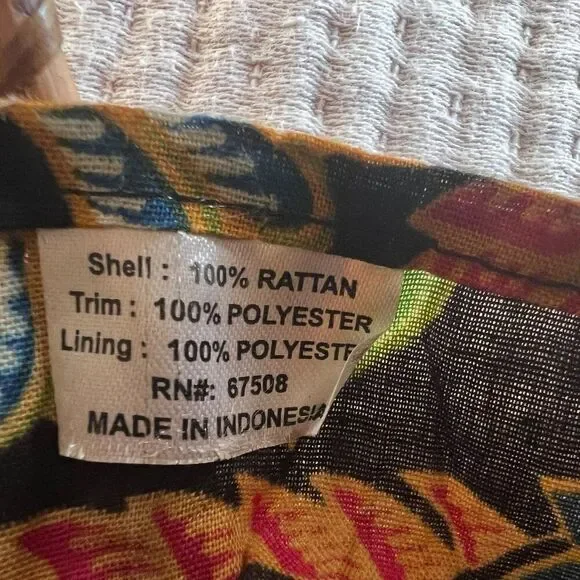 Shell : 100% RATTAN
Trim : 100% POLYESTER
Lining : 100% POLYESTE
RN#: 67508
MADE IN INDONESIA